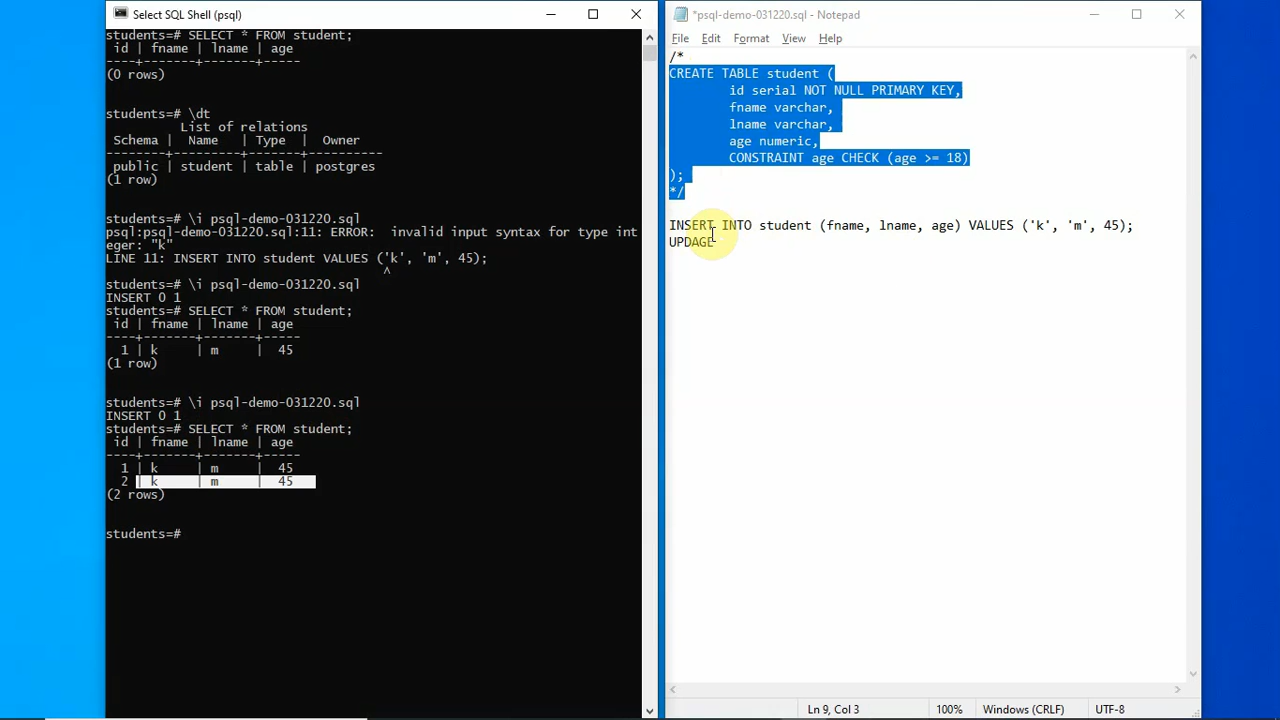 Select SQL Shell (psql)
students=# SELECT * FROM student;
id | fname | lname | age
----+-------+-------+-----
(0 rows)
students=# \dt
List of relations
Schema | Name | Type | Owner
--------+---------+-------+----------
public | student | table | postgres
(1 row)
students=# \i psql-demo-031220.sql
psql:psql-demo-031220.sql:11: ERROR:  invalid input syntax for type int
eger: "k"
LINE 11: INSERT INTO student VALUES ('k', 'm', 45);
^
students=# \i psql-demo-031220.sql
INSERT 0 1
students=# SELECT * FROM student;
id | fname | lname | age
----+-------+-------+-----
1 | k | m | 45
(1 row)
students=# \i psql-demo-031220.sql
INSERT 0 1
students=# SELECT * FROM student;
id | fname | lname | age
----+-------+-------+-----
1 | k | m | 45
2 | k | m | 45
(2 rows)
students=#
*psql-demo-031220.sql - Notepad
File Edit Format View Help
/*
CREATE TABLE student (
id serial NOT NULL PRIMARY KEY,
fname varchar,
lname varchar,
age numeric,
CONSTRAINT age CHECK (age >= 18)
);
*/
INSERT INTO student (fname, lname, age) VALUES ('k', 'm', 45);
UPDAGE
Ln 9, Col 3 100% Windows (CRLF) UTF-8